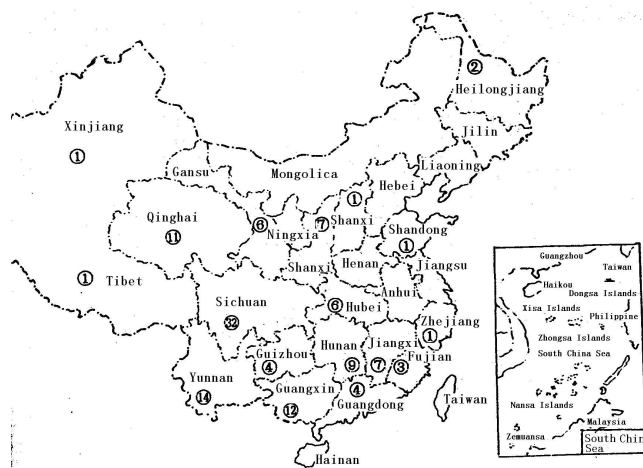 ②
Heilongjiang
Xinjiang
Jilin
①
Liaoning
Gansu
Mongolica
Hebei
①
Qinghai
⑥
⑦
Shanxi
Ningxia
Shandong
⑪
①
Henan
Shanxi
Jiangsu
①
Tibet
Anhui
Sichuan
⑥
Hubei
Zhejiang
㉜
①
Hunan
Jiangxi
Guizhou
Fujian
④
⑨
⑦
③
Yunnan
Guangxin
④
⑭
⑫
Guangdong
Taiwan
Hainan
Guangzhou
Taiwan
Haikou
Dongsa Islands
Xisa Islands
Philippine
Zhongsa Islands
South China Sea
Nansa Islands
Malaysia
Zemuansa
South Chin
Sea